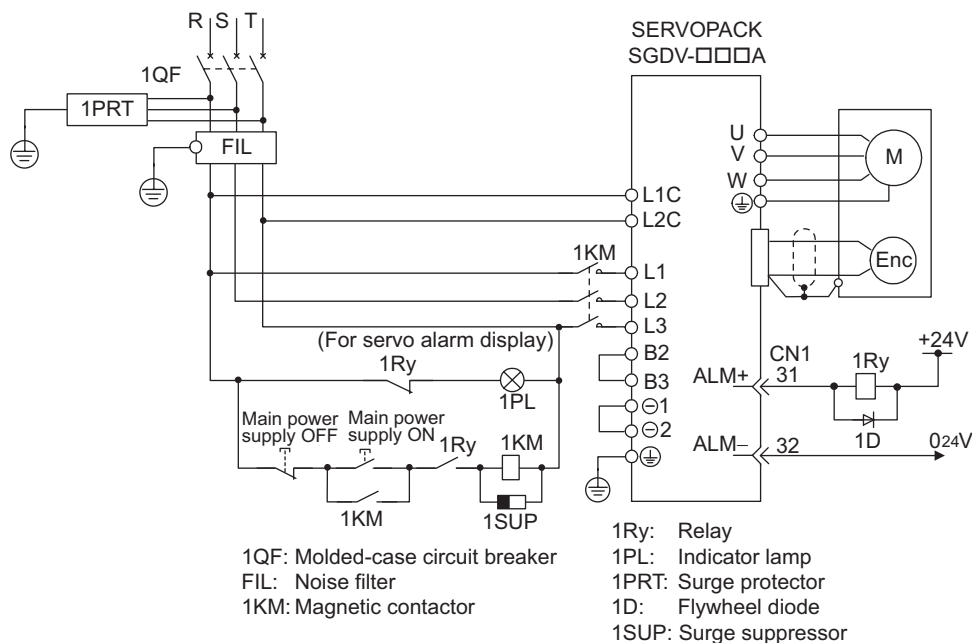 R S T
SERVOPACK
SGDV-□□□A
1QF
1PRT
FIL
U
V
W
M
L1C
L2C
1KM
Enc
L1
L2
L3
(For servo alarm display)
B2
B3
1Ry
1PL
CN1
ALM+ 31
1Ry
+24V
⊖1
⊖2
1D
Main power
supply OFF
Main power
supply ON
1Ry
1KM
ALM− 32
024V
1KM
1SUP
1QF: Molded-case circuit breaker
FIL: Noise filter
1KM: Magnetic contactor
1Ry: Relay
1PL: Indicator lamp
1PRT: Surge protector
1D: Flywheel diode
1SUP: Surge suppressor